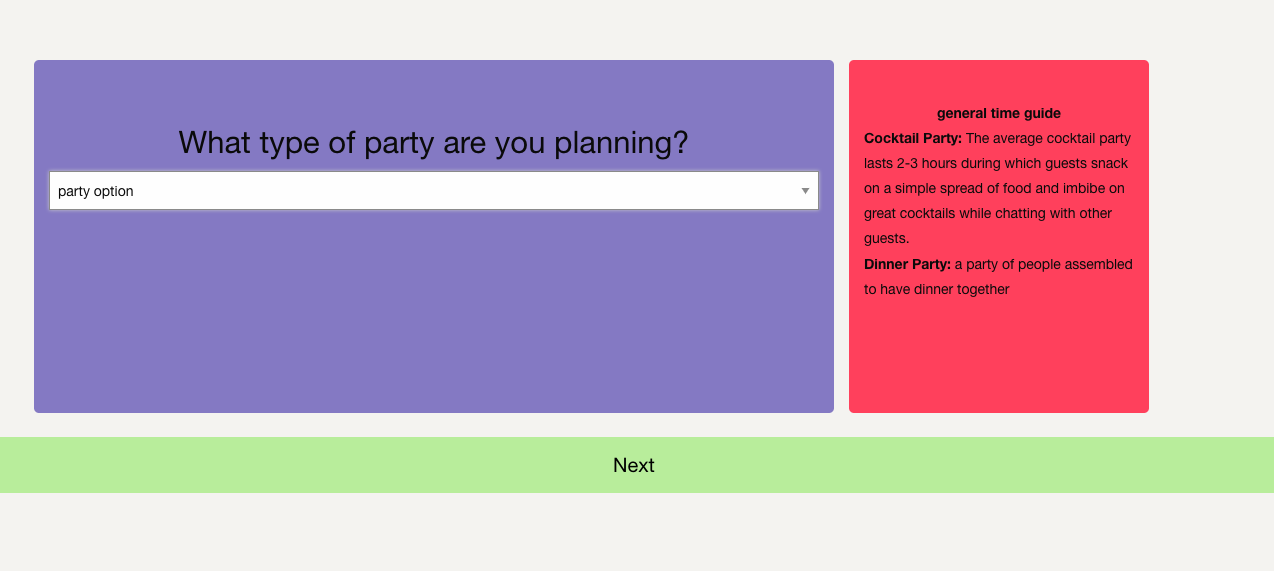 What type of party are you planning?
party option
general time guide
Cocktail Party: The average cocktail party
lasts 2-3 hours during which guests snack
on a simple spread of food and imbibe on
great cocktails while chatting with other
guests.
Dinner Party: a party of people assembled
to have dinner together
Next